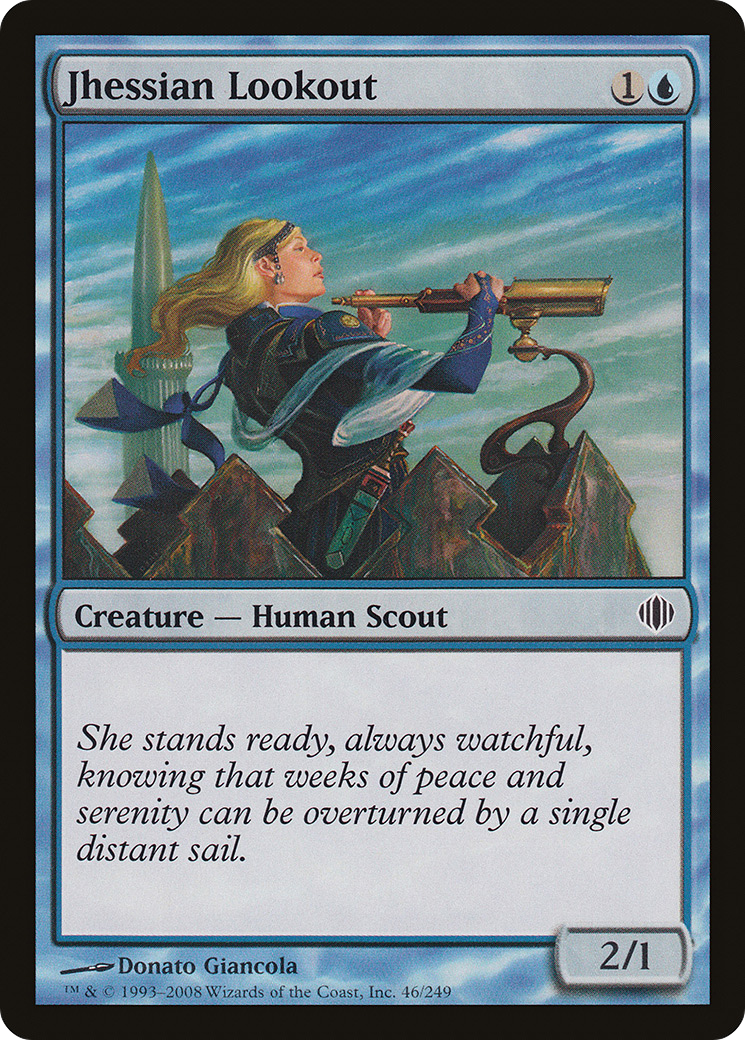 Jhessian Lookout 1
Creature — Human Scout
She stands ready, always watchful,
knowing that weeks of peace and
serenity can be overturned by a single
distant sail.
2/1
Donato Giancola
™ & © 1993–2008 Wizards of the Coast, Inc. 46/249